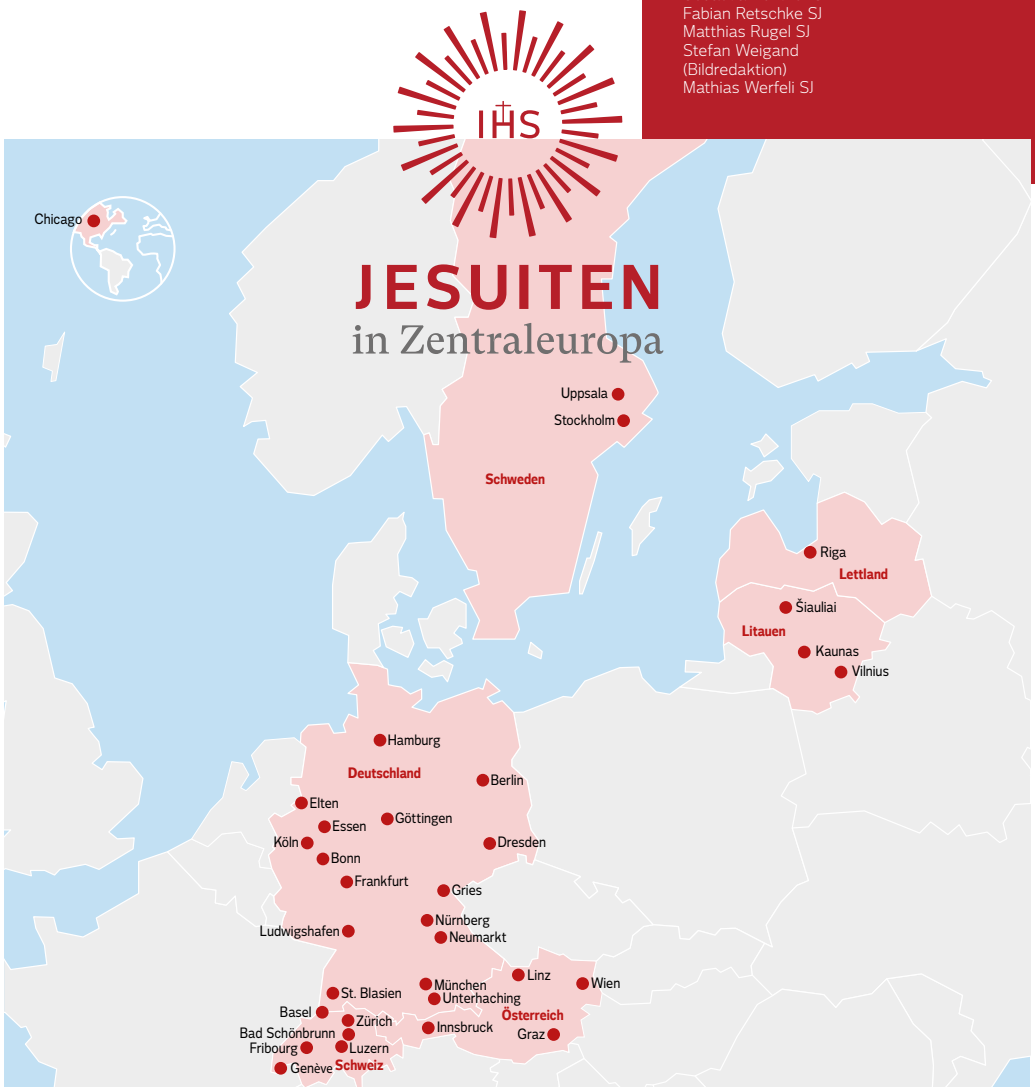 Fabian Retschke SJ
Matthias Rugel SJ
Stefan Weigand
(Bildredaktion)
Mathias Werfeli SJ
IHS
Chicago
JESUITEN
in Zentraleuropa
Uppsala
Stockholm
Schweden
Riga
Lettland
Šiauliai
Litauen
Kaunas
Vilnius
Hamburg
Deutschland
Berlin
Elten
Göttingen
Essen
Köln
Dresden
Bonn
Frankfurt
Gries
Nürnberg
Ludwigshafen
Neumarkt
Linz
München
Wien
St. Blasien
Unterhaching
Basel
Österreich
Zürich
Innsbruck
Bad Schönbrunn
Graz
Fribourg
Luzern
Genève
Schweiz